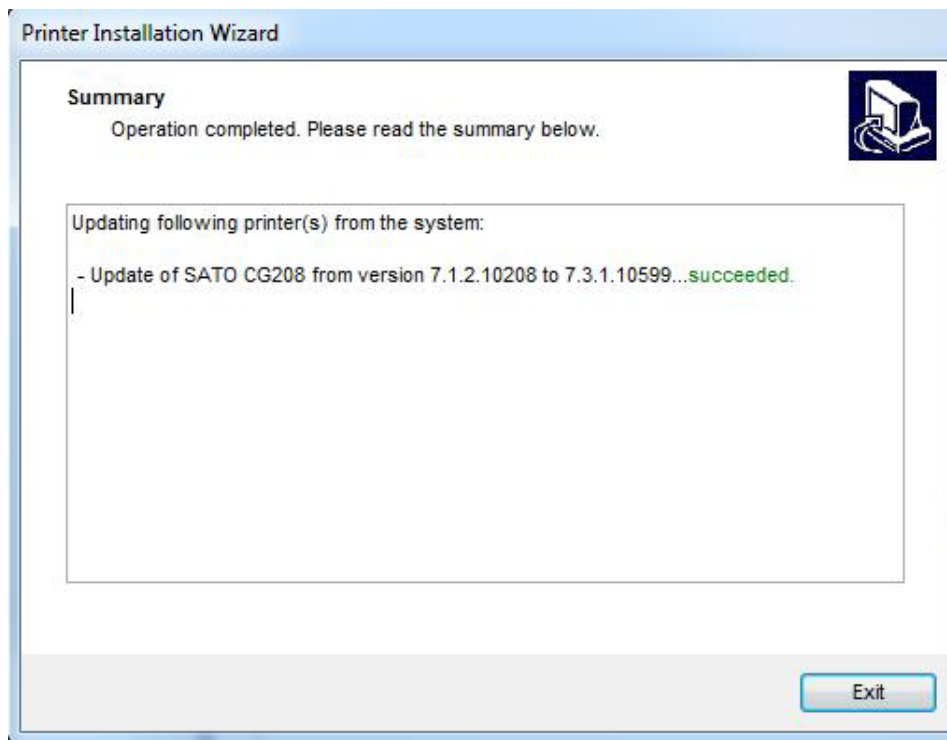 Printer Installation Wizard
Summary
Operation completed. Please read the summary below.
Updating following printer(s) from the system:
- Update of SATO CG208 from version 7.1.2.10208 to 7.3.1.10599...succeeded.
Exit